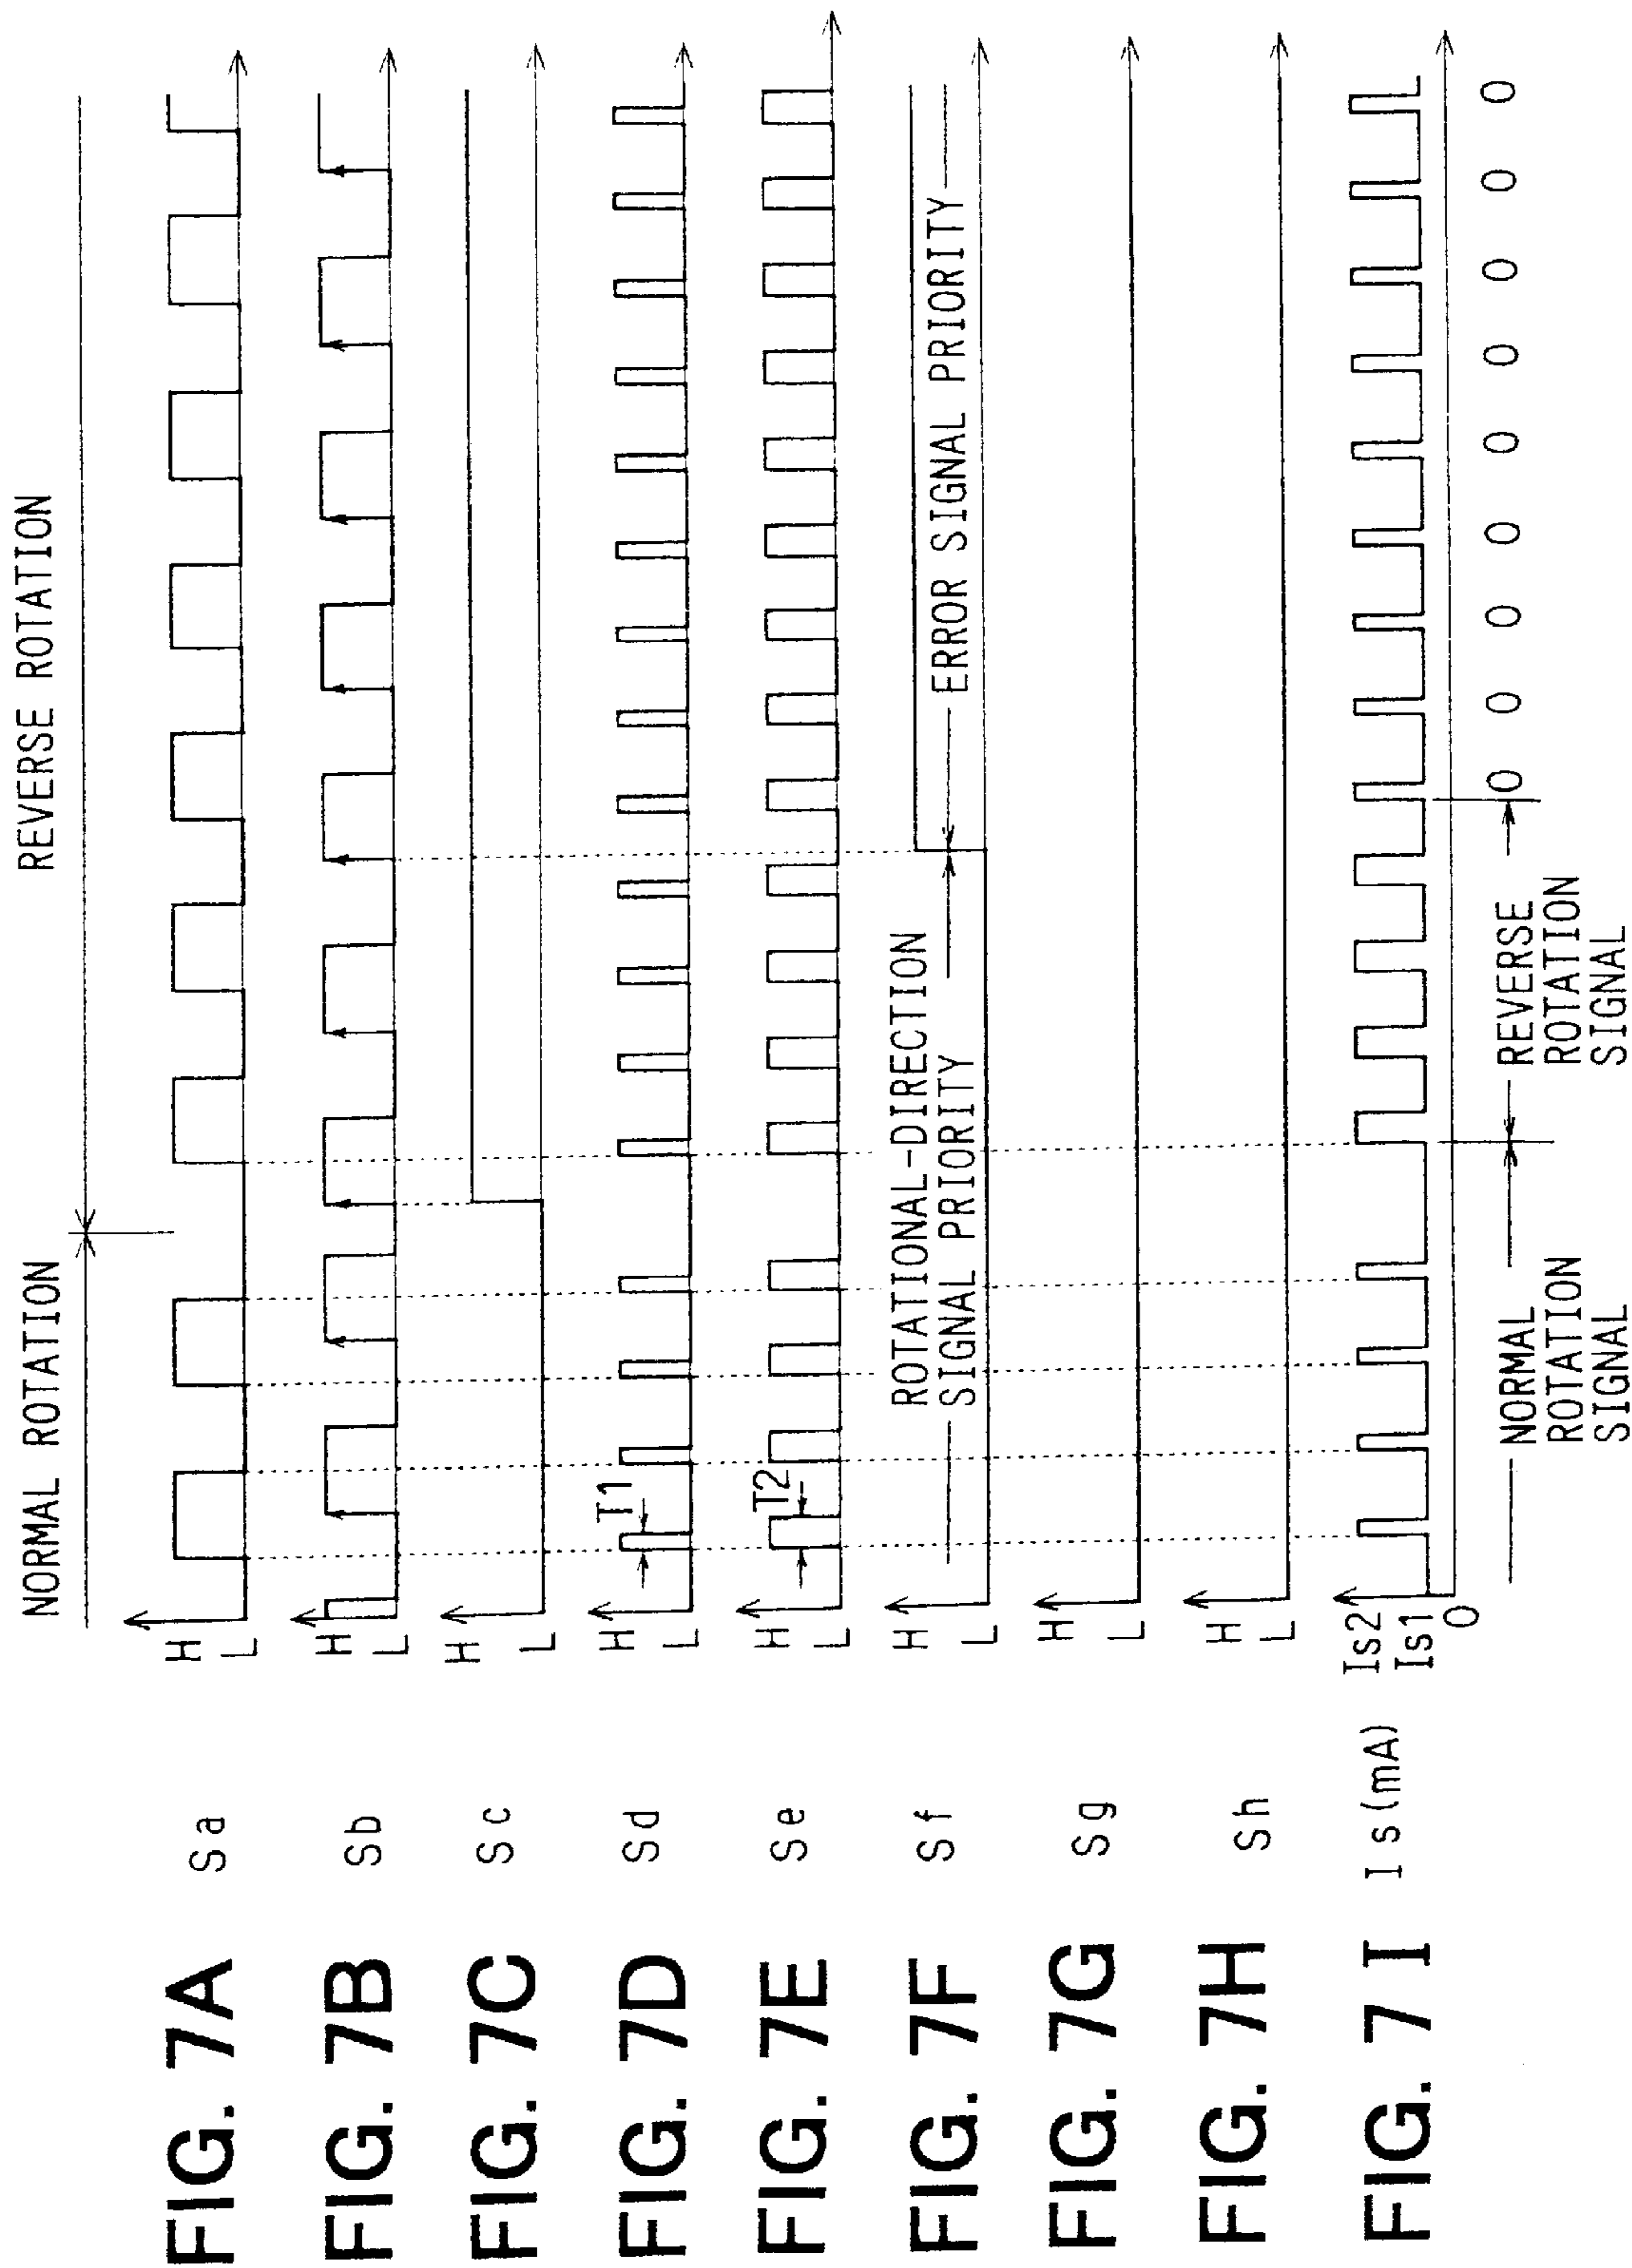 NORMAL ROTATION
REVERSE ROTATION
FIG. 7A Sa H L
FIG. 7B Sb H L
FIG. 7C Sc H L
FIG. 7D Sd H L T1
FIG. 7E Se H L T2
FIG. 7F Sf H L
ROTATIONAL-DIRECTION
SIGNAL PRIORITY
ERROR SIGNAL PRIORITY
FIG. 7G Sg H L
FIG. 7H Sh H L
FIG. 7 I Is(mA) Is2 Is1 0
NORMAL
ROTATION
SIGNAL
REVERSE
ROTATION
SIGNAL
0 0 0 0 0 0 0 0 0